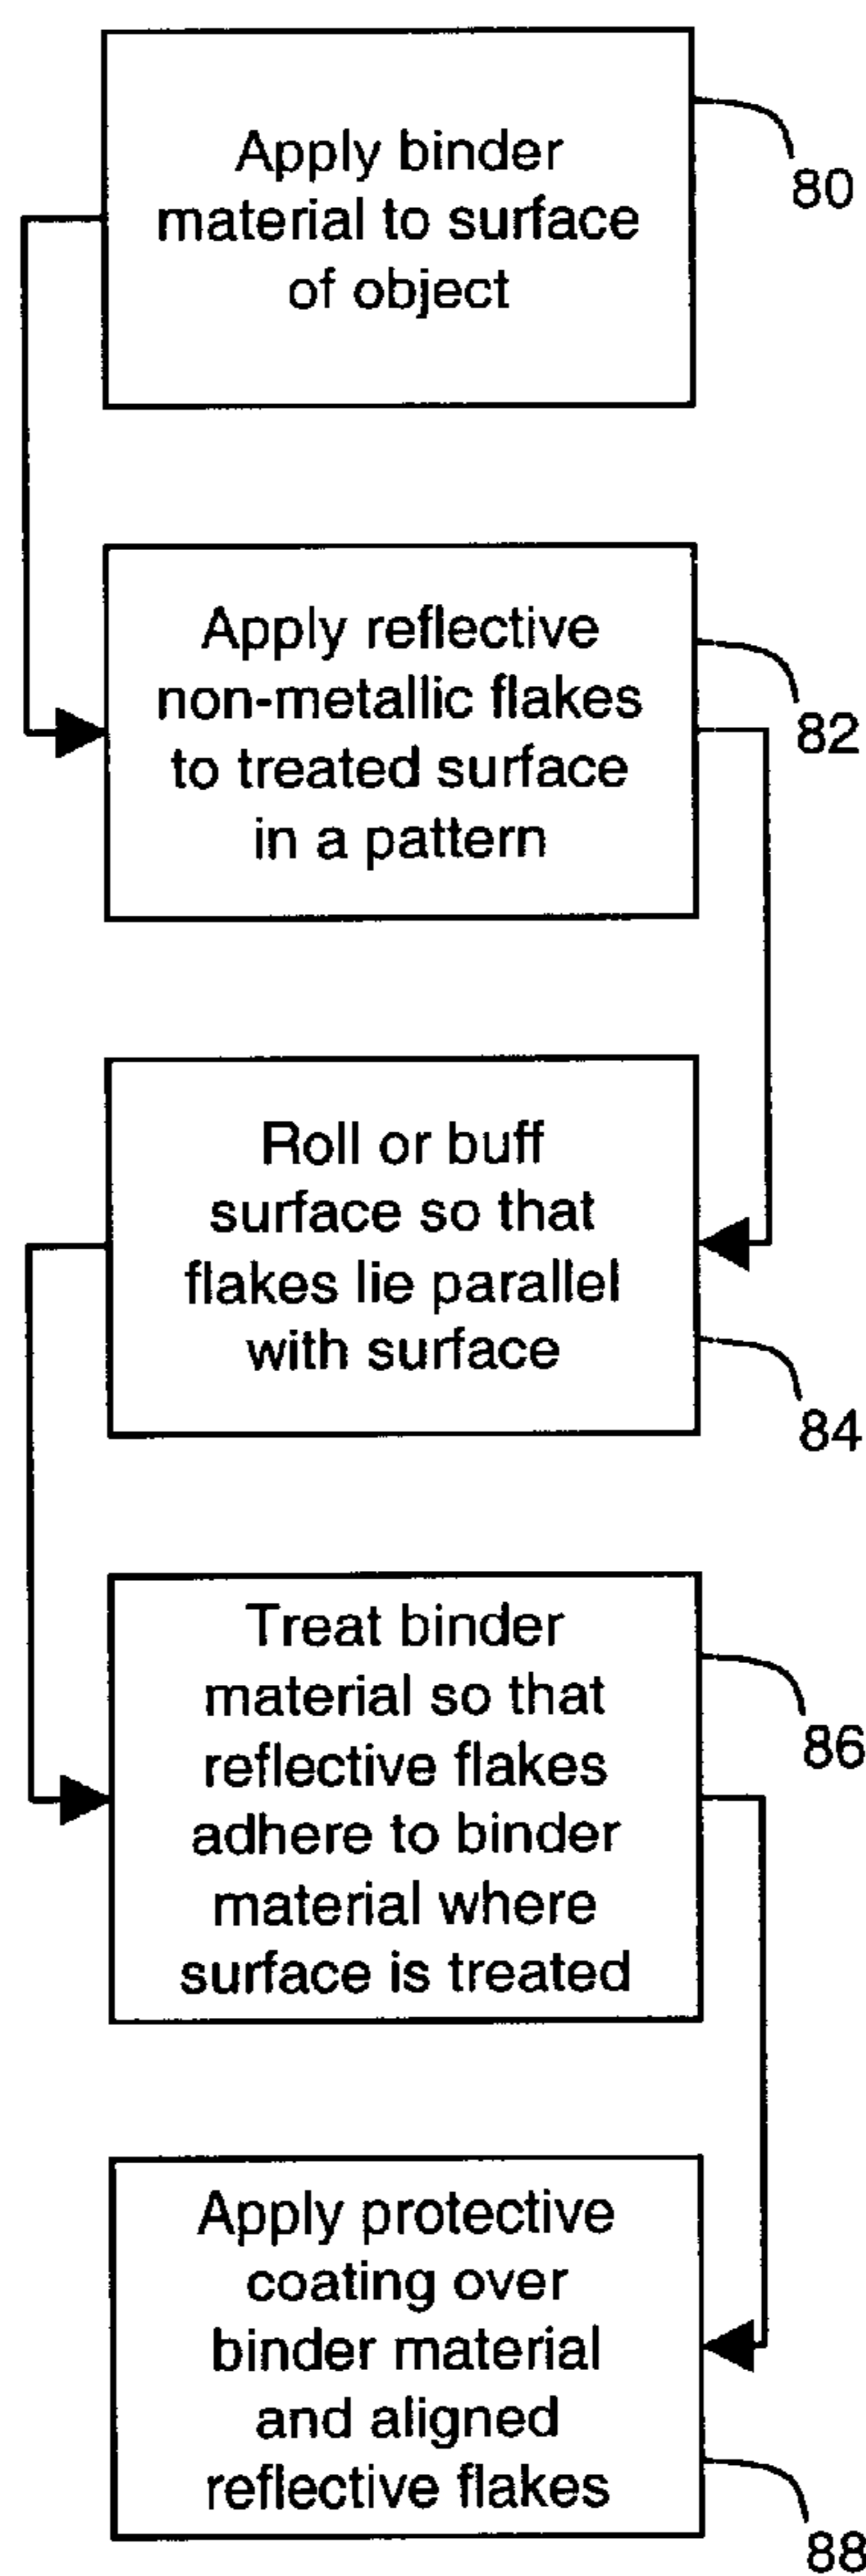 Apply binder
material to surface
of object
80
Apply reflective
non-metallic flakes
to treated surface
in a pattern
82
Roll or buff
surface so that
flakes lie parallel
with surface
84
Treat binder
material so that
reflective flakes
adhere to binder
material where
surface is treated
86
Apply protective
coating over
binder material
and aligned
reflective flakes
88